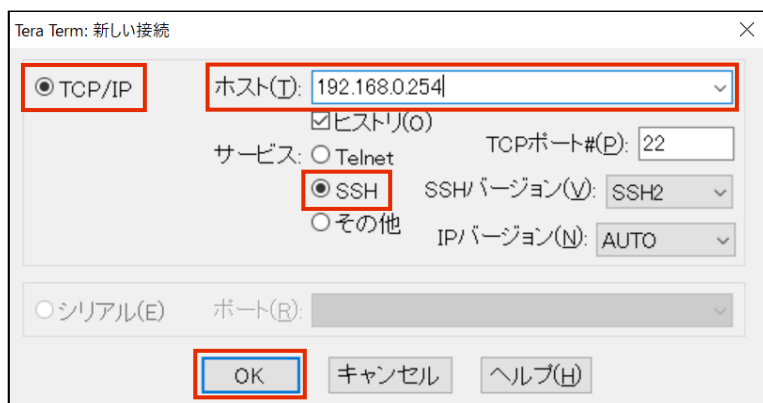 Tera Term: 新しい接続
TCP/IP ホスト(T): 192.168.0.254
ヒストリ(O)
サービス: Telnet TCPポート#(P): 22
SSH SSHバージョン(V): SSH2
その他 IPバージョン(N): AUTO
シリアル(E) ポート(R):
OK キャンセル ヘルプ(H)